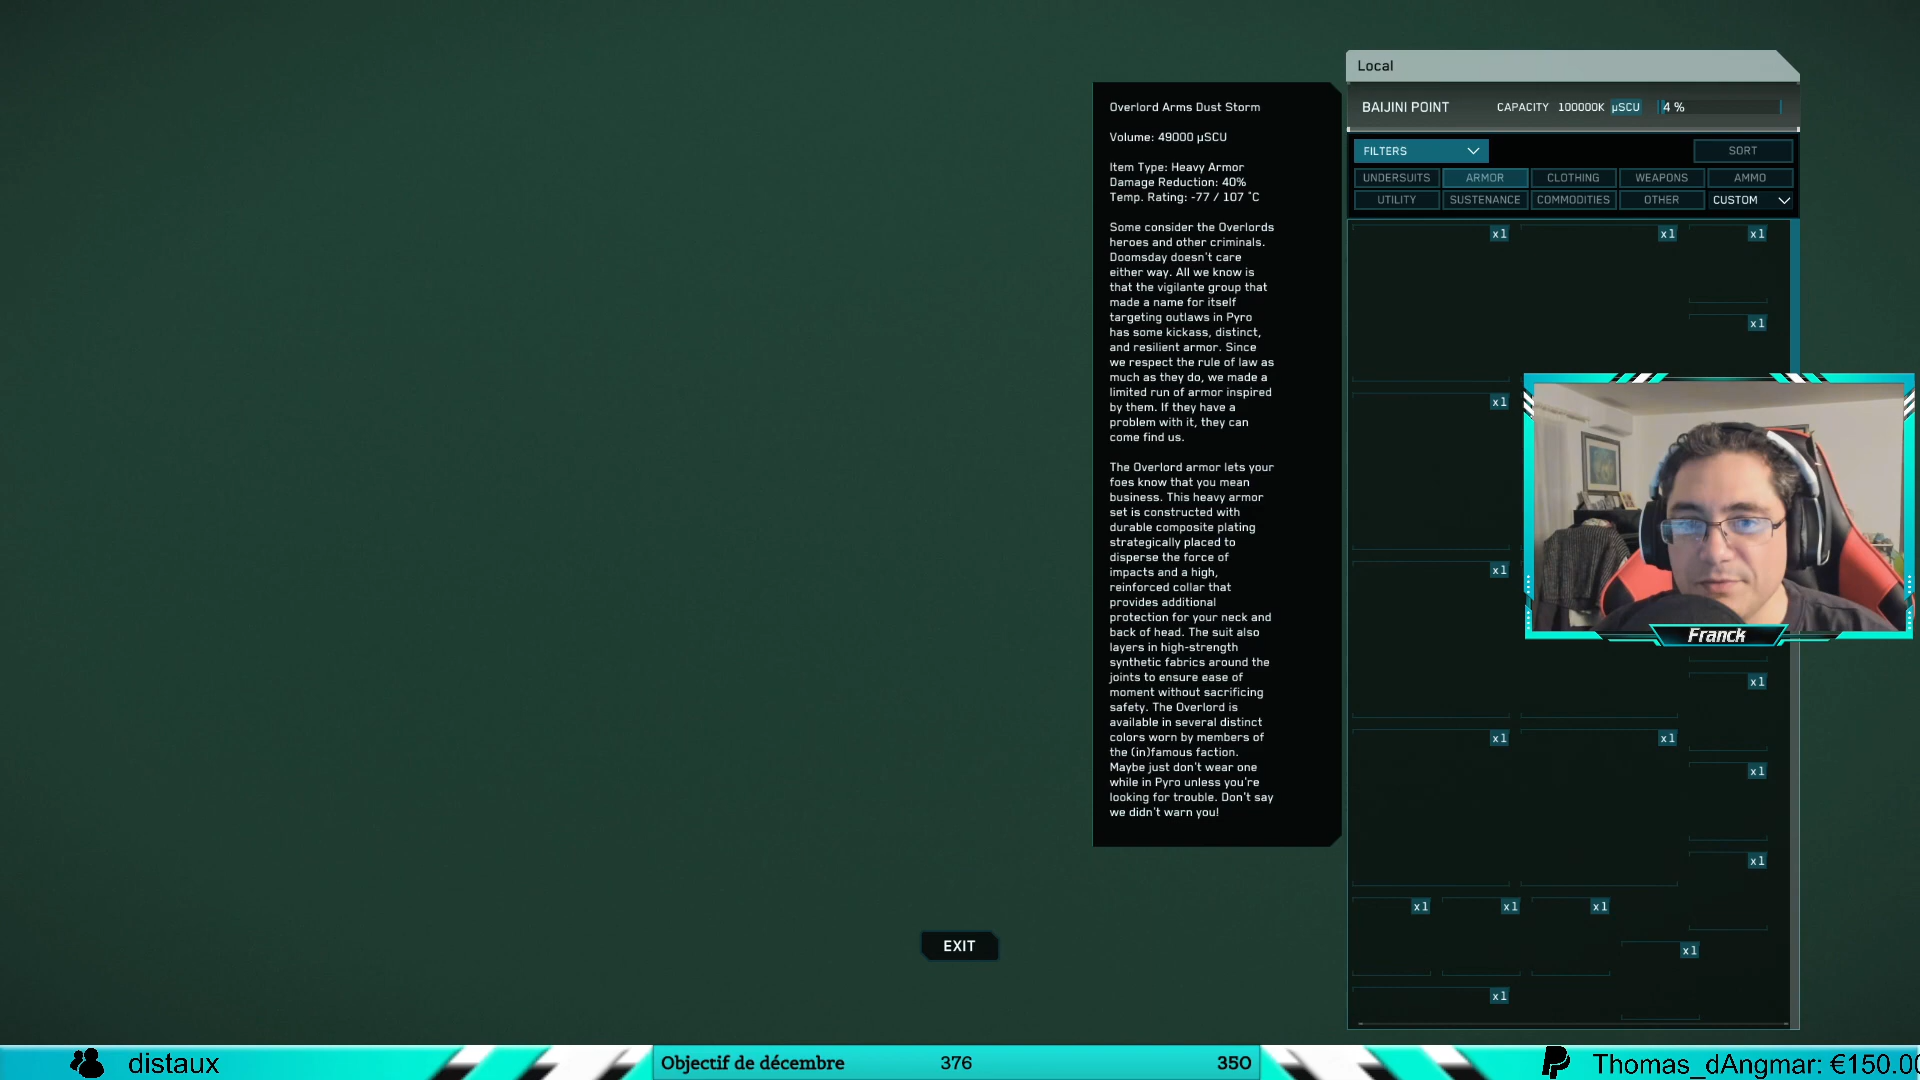 Local
BAIJINI POINT CAPACITY 100000K µSCU 4 %
FILTERS SORT
UNDERSUITS ARMOR CLOTHING WEAPONS AMMO
UTILITY SUSTENANCE COMMODITIES OTHER CUSTOM
Overlord Arms Dust Storm
Volume: 49000 µSCU
Item Type: Heavy Armor
Damage Reduction: 40%
Temp. Rating: -77 / 107 °C
Some consider the Overlords
heroes and other criminals.
Doomsday doesn't care
either way. All we know is
that the vigilante group that
made a name for itself
targeting outlaws in Pyro
has some kickass, distinct,
and resilient armor. Since
we respect the rule of law as
much as they do, we made a
limited run of armor inspired
by them. If they have a
problem with it, they can
come find us.
The Overlord armor lets your
foes know that you mean
business. This heavy armor
set is constructed with
durable composite plating
strategically placed to
disperse the force of
impacts and a high,
reinforced collar that
provides additional
protection for your neck and
back of head. The suit also
layers in high-strength
synthetic fabrics around the
joints to ensure ease of
moment without sacrificing
safety. The Overlord is
available in several distinct
colors worn by members of
the (in)famous faction.
Maybe just don't wear one
while in Pyro unless you're
looking for trouble. Don't say
we didn't warn you!
x1 x1 x1
x1
x1
x1
x1
x1 x1
x1
x1
x1 x1 x1
x1
x1
Franck
EXIT
distaux
Objectif de décembre 376 350
Thomas_dAngmar: €150.00